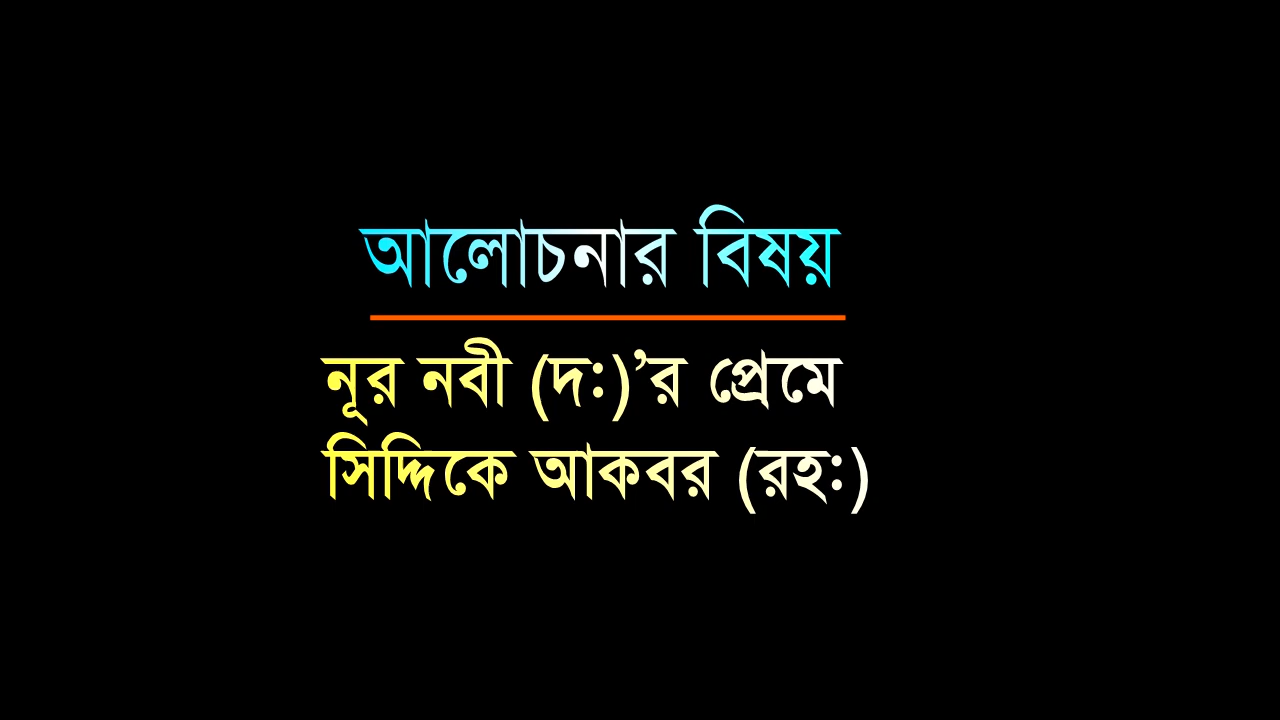 আলোচনার বিষয়
নূর নবী (দ:)’র প্রেমে
সিদ্দিকে আকবর (রহ:)